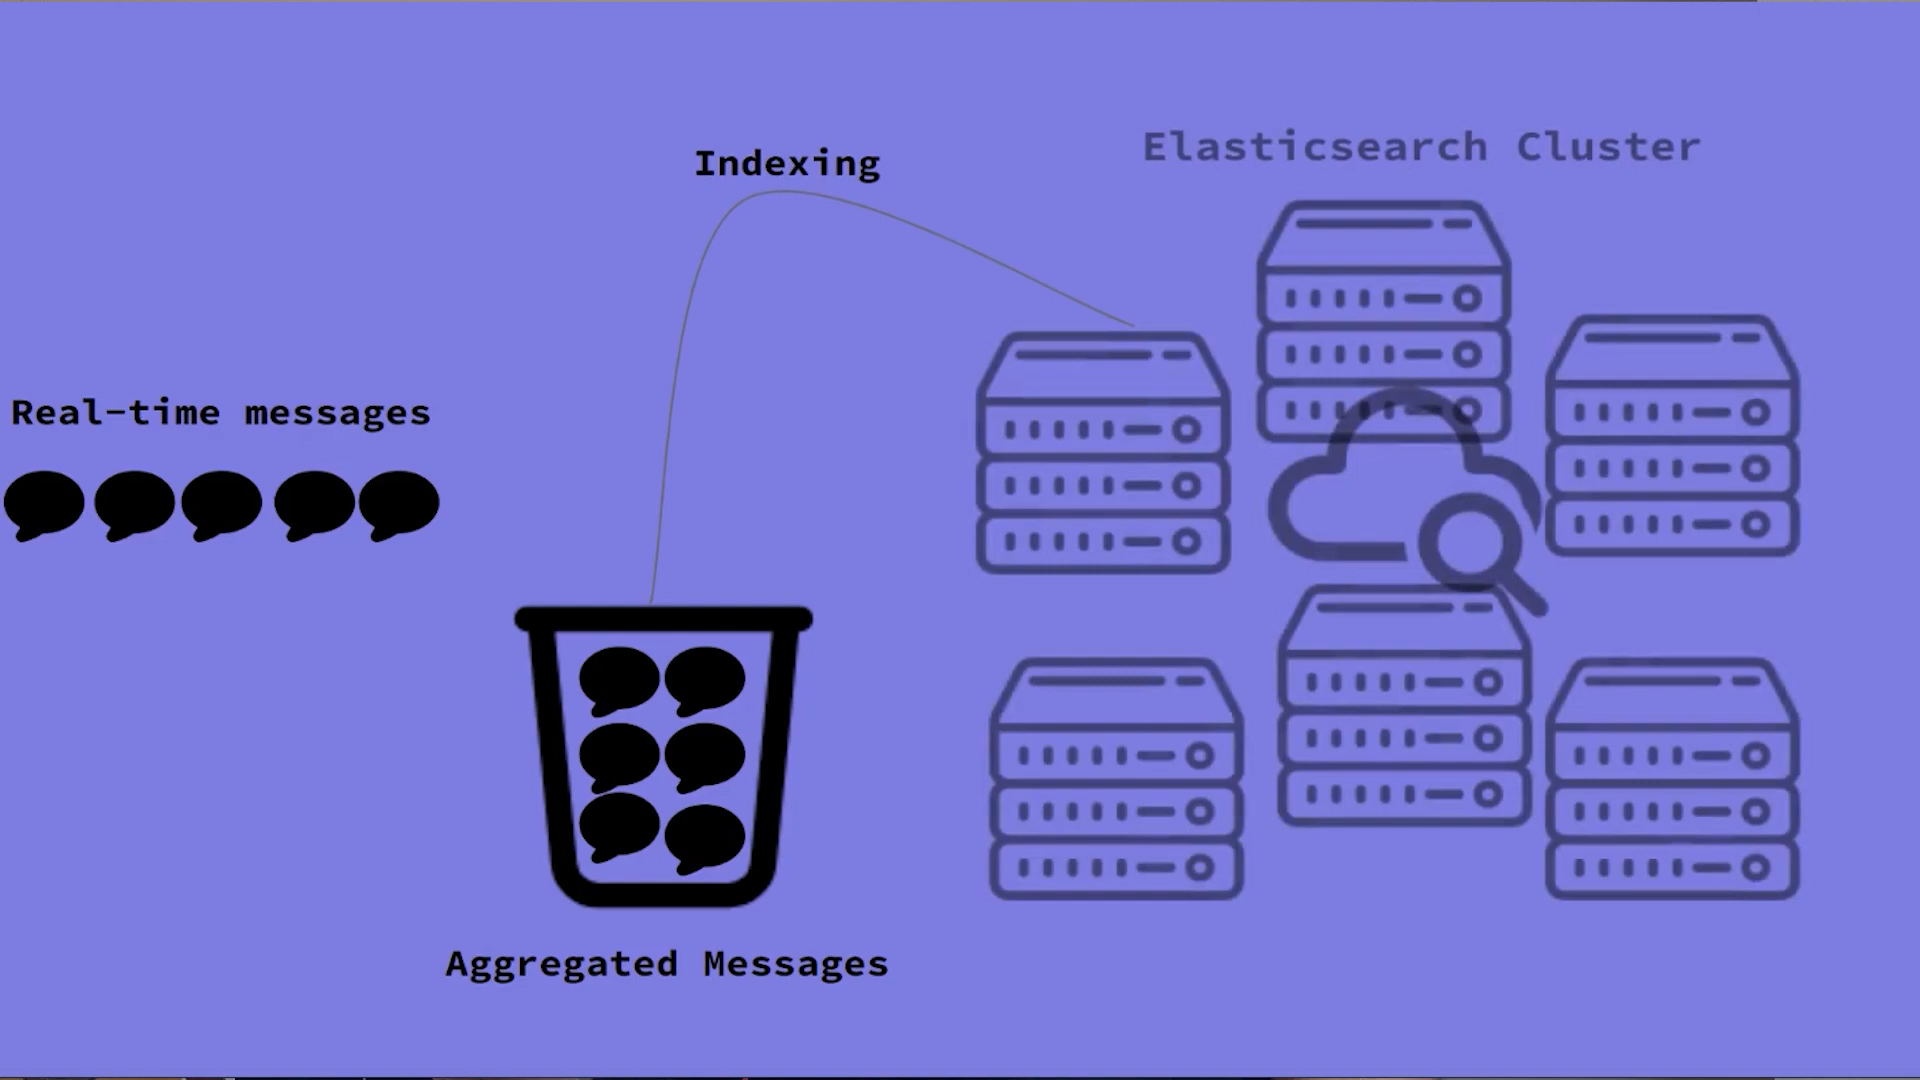 Indexing
Elasticsearch Cluster
Real-time messages
Aggregated Messages